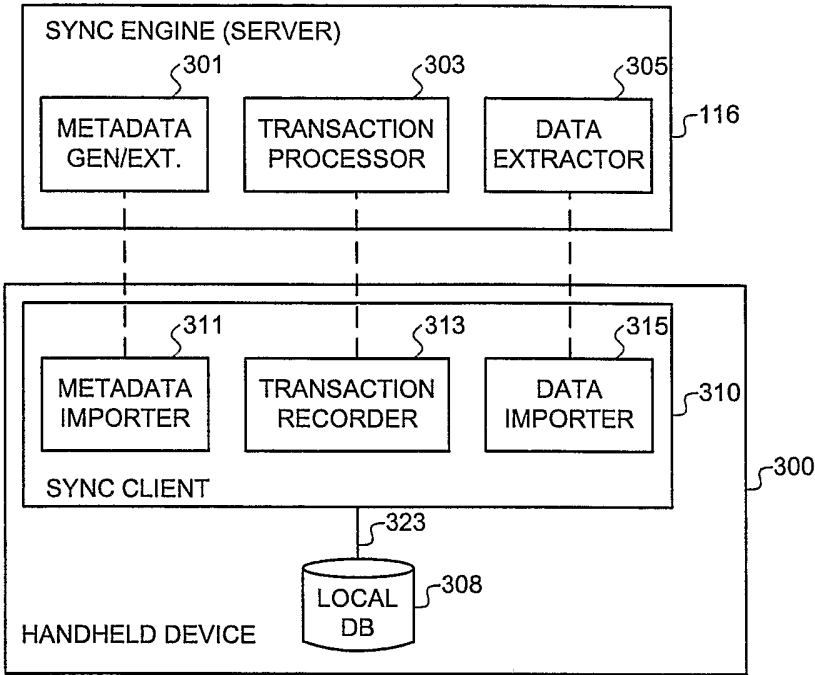 SYNC ENGINE (SERVER)
301
303
305
METADATA
GEN/EXT.
TRANSACTION
PROCESSOR
DATA
EXTRACTOR
116
311
313
315
METADATA
IMPORTER
TRANSACTION
RECORDER
DATA
IMPORTER
310
SYNC CLIENT
300
323
LOCAL
DB
308
HANDHELD DEVICE